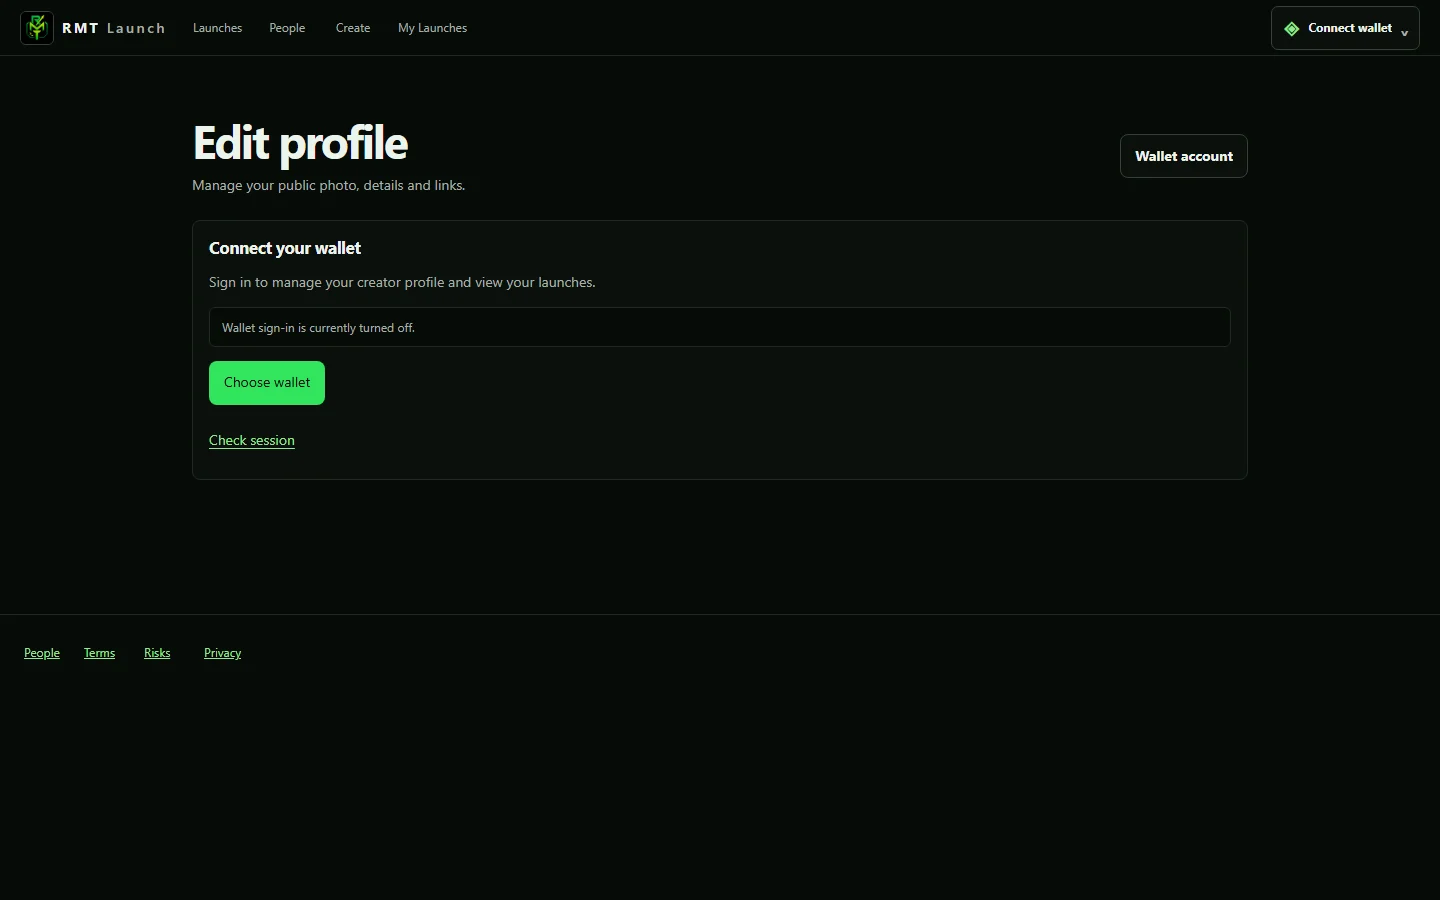 RMT Launch
Launches
People
Create
My Launches
Connect wallet
Edit profile
Wallet account
Manage your public photo, details and links.
Connect your wallet
Sign in to manage your creator profile and view your launches.
Wallet sign-in is currently turned off.
Choose wallet
Check session
People
Terms
Risks
Privacy